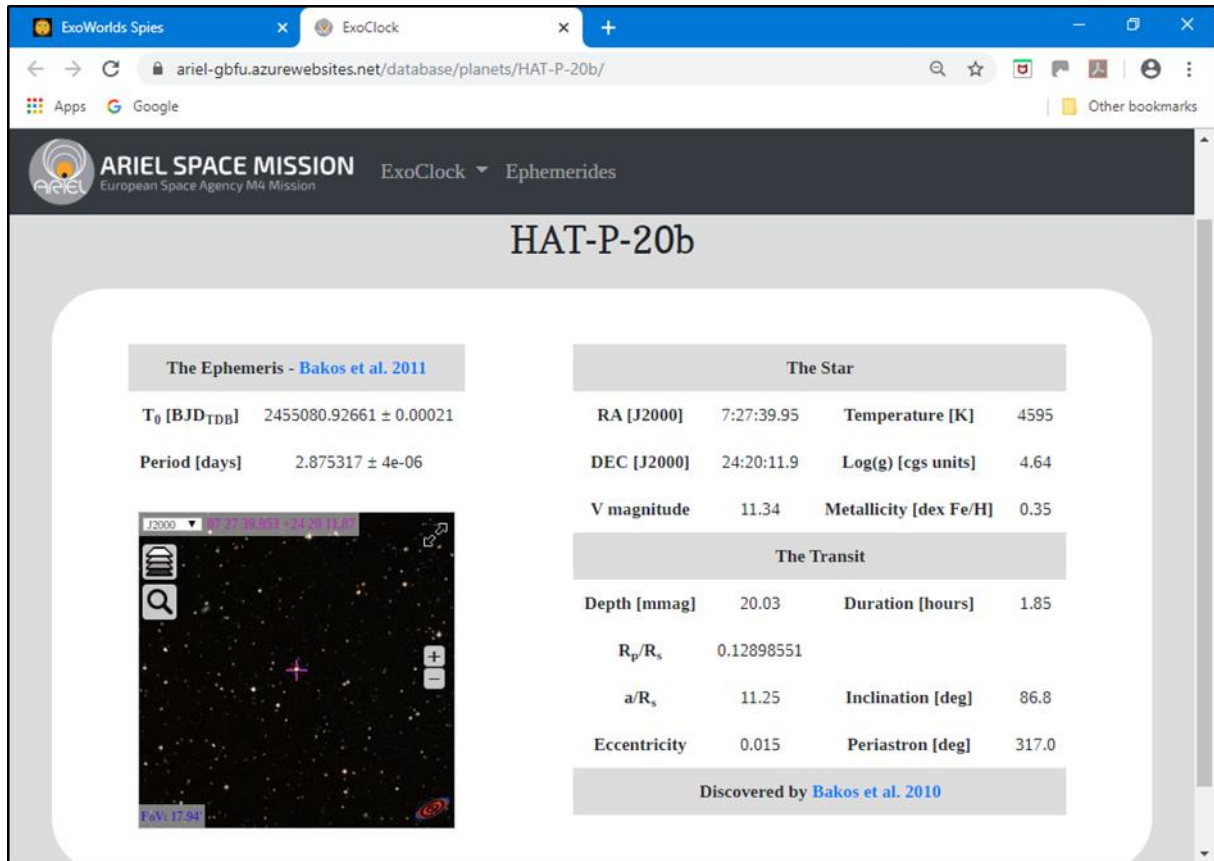 ExoWorlds Spies
ExoClock
ariel-gbfu.azurewebsites.net/database/planets/HAT-P-20b/
Apps
Google
Other bookmarks
ARIEL
ARIEL SPACE MISSION
European Space Agency M4 Mission
ExoClock
Ephemerides
HAT-P-20b
The Ephemeris - Bakos et al. 2011
T0 [BJDTDB] 2455080.92661 ± 0.00021
Period [days] 2.875317 ± 4e-06
J2000 07 27 39.953 +24 20 11.87
FoV: 17.94'
The Star
RA [J2000] 7:27:39.95 Temperature [K] 4595
DEC [J2000] 24:20:11.9 Log(g) [cgs units] 4.64
V magnitude 11.34 Metallicity [dex Fe/H] 0.35
The Transit
Depth [mmag] 20.03 Duration [hours] 1.85
Rp/Rs 0.12898551
a/Rs 11.25 Inclination [deg] 86.8
Eccentricity 0.015 Periastron [deg] 317.0
Discovered by Bakos et al. 2010